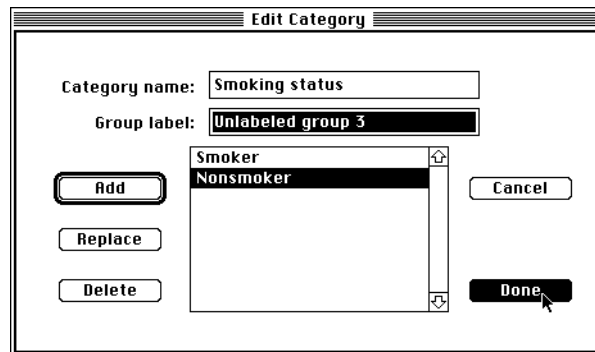 Edit Category
Category name: Smoking status
Group label: Unlabeled group 3
Smoker
Nonsmoker
Add
Cancel
Replace
Delete
Done